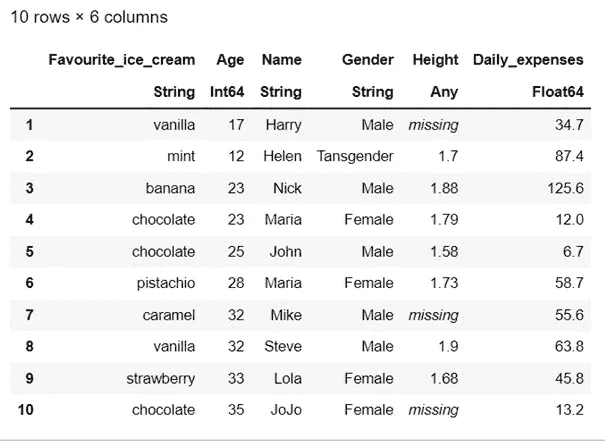 10 rows × 6 columns
Favourite_ice_cream Age Name Gender Height Daily_expenses
String Int64 String String Any Float64
1 vanilla 17 Harry Male missing 34.7
2 mint 12 Helen Tansgender 1.7 87.4
3 banana 23 Nick Male 1.88 125.6
4 chocolate 23 Maria Female 1.79 12.0
5 chocolate 25 John Male 1.58 6.7
6 pistachio 28 Maria Female 1.73 58.7
7 caramel 32 Mike Male missing 55.6
8 vanilla 32 Steve Male 1.9 63.8
9 strawberry 33 Lola Female 1.68 45.8
10 chocolate 35 JoJo Female missing 13.2